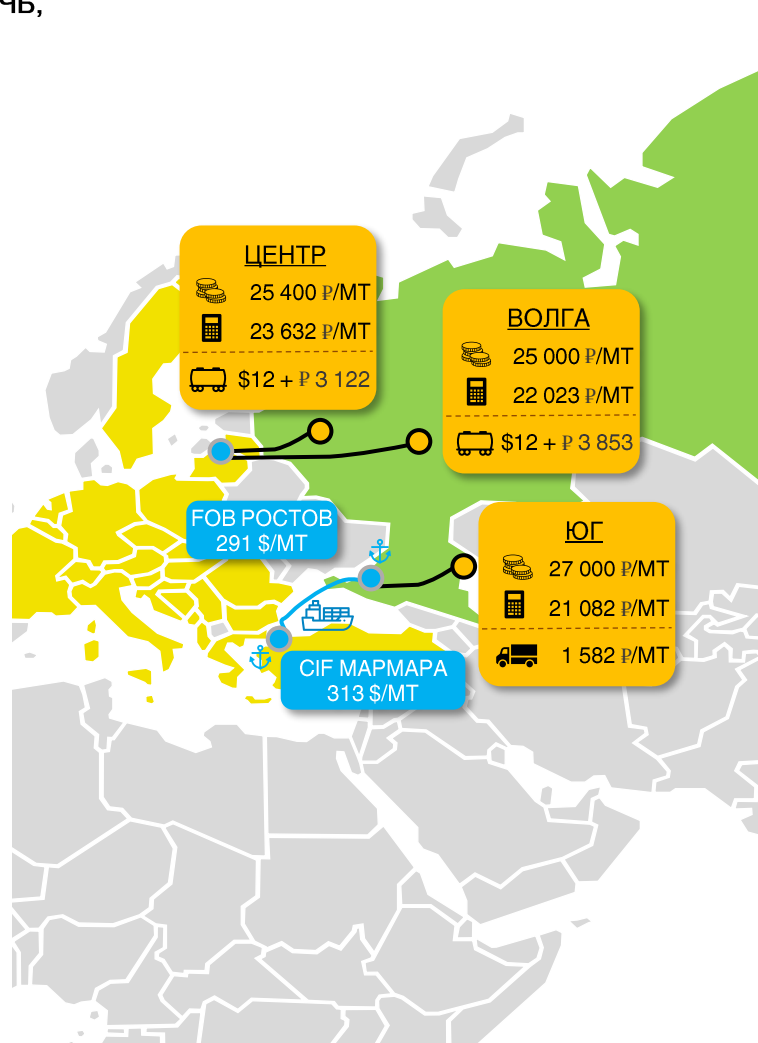 ЦЕНТР
25 400 ₽/МТ
23 632 ₽/МТ
$12 + ₽ 3 122
ВОЛГА
25 000 ₽/МТ
22 023 ₽/МТ
$12 + ₽ 3 853
FOB РОСТОВ
291 $/МТ
ЮГ
27 000 ₽/МТ
21 082 ₽/МТ
1 582 ₽/МТ
CIF МАРМАРА
313 $/МТ